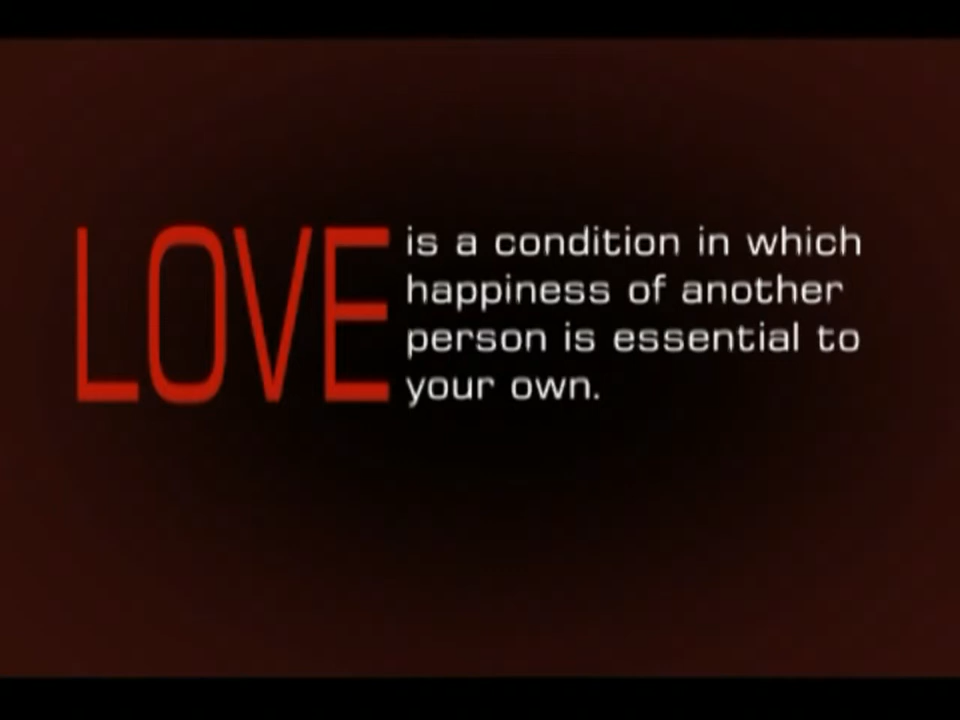 LOVE is a condition in which
happiness of another
person is essential to
your own.